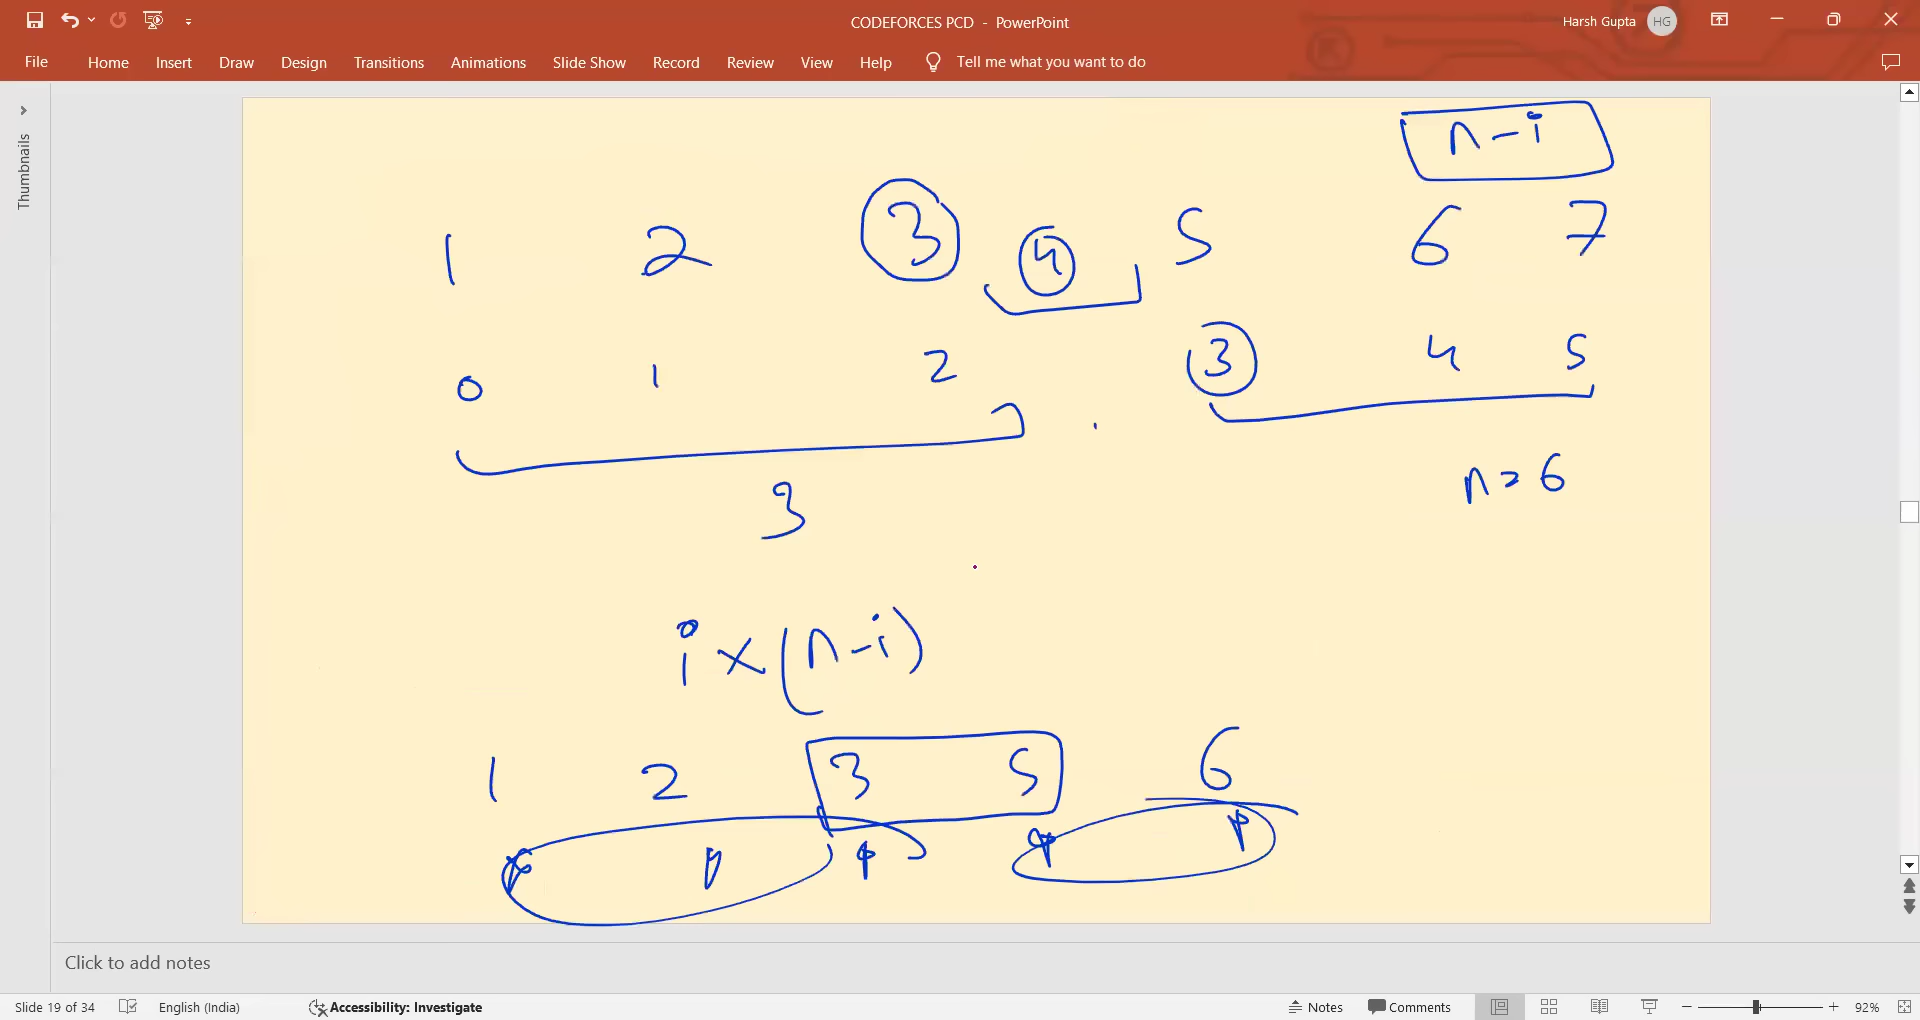 CODEFORCES PCD - PowerPoint
Harsh Gupta HG
File Home Insert Draw Design Transitions Animations Slide Show Record Review View Help Tell me what you want to do
Thumbnails
n-i
1 2 3 4 5 6 7
0 1 2 3 4 5
3
n=6
i×(n-i)
1 2 3 5 6
p p p p p
Click to add notes
Slide 19 of 34 English (India) Accessibility: Investigate Notes Comments 92%